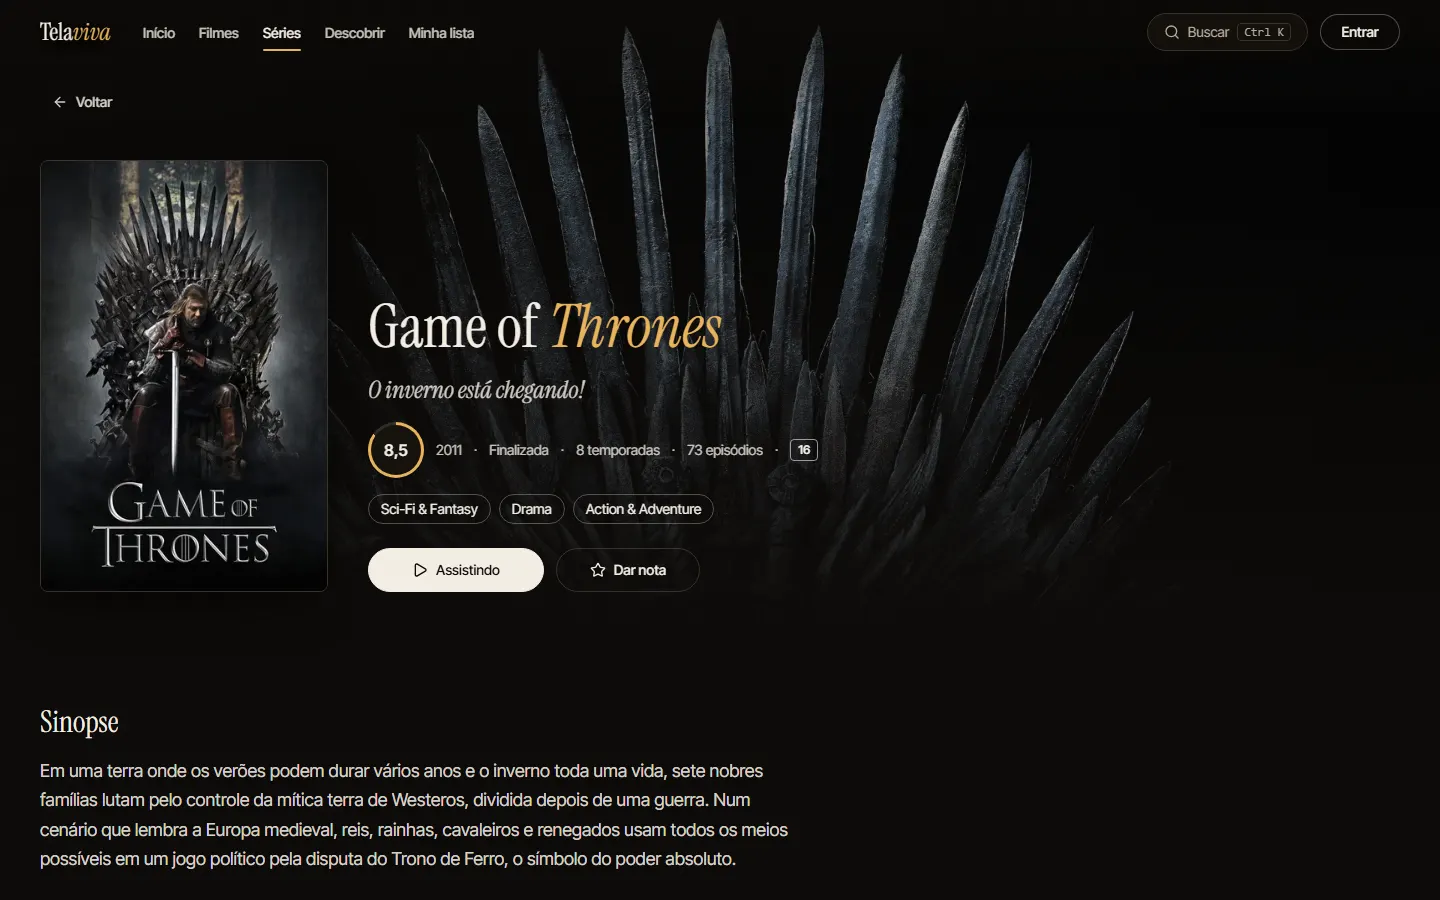 Telaviva
Início Filmes Séries Descobrir Minha lista
Buscar Ctrl K
Entrar
Voltar
GAME OF
THRONES
Game of Thrones
O inverno está chegando!
8,5 2011 · Finalizada · 8 temporadas · 73 episódios · 16
Sci-Fi & Fantasy Drama Action & Adventure
Assistindo Dar nota
Sinopse
Em uma terra onde os verões podem durar vários anos e o inverno toda uma vida, sete nobres
famílias lutam pelo controle da mítica terra de Westeros, dividida depois de uma guerra. Num
cenário que lembra a Europa medieval, reis, rainhas, cavaleiros e renegados usam todos os meios
possíveis em um jogo político pela disputa do Trono de Ferro, o símbolo do poder absoluto.